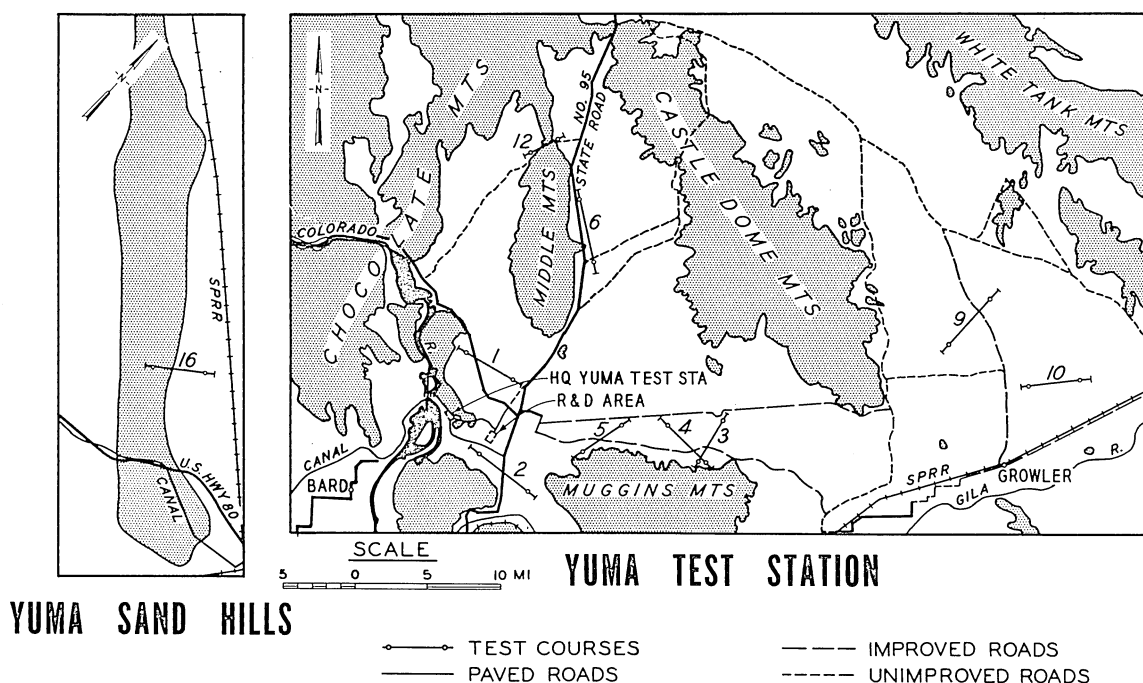 N
SPRR
16
U.S. HWY 80
CANAL
YUMA SAND HILLS
N
CHOCOLATE MTS
NO. 95
STATE ROAD
12
MIDDLE MTS
6
CASTLE DOME MTS
WHITE TANK MTS
COLORADO
R.
1
HQ YUMA TEST STA
R & D AREA
9
10
5
4
3
2
CANAL
BARD
MUGGINS MTS
SPRR
GROWLER
GILA R.
SCALE
5 0 5 10 MI
YUMA TEST STATION
TEST COURSES
PAVED ROADS
IMPROVED ROADS
UNIMPROVED ROADS